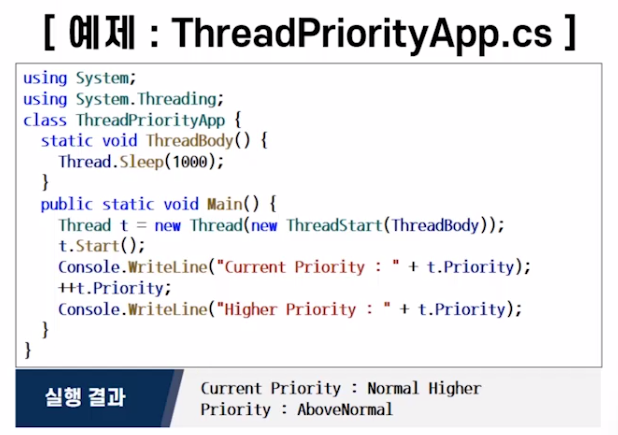 [ 예제 : ThreadPriorityApp.cs ]
using System;
using System.Threading;
class ThreadPriorityApp {
static void ThreadBody() {
Thread.Sleep(1000);
}
public static void Main() {
Thread t = new Thread(new ThreadStart(ThreadBody));
t.Start();
Console.WriteLine("Current Priority : " + t.Priority);
++t.Priority;
Console.WriteLine("Higher Priority : " + t.Priority);
}
}
실행 결과
Current Priority : Normal Higher
Priority : AboveNormal